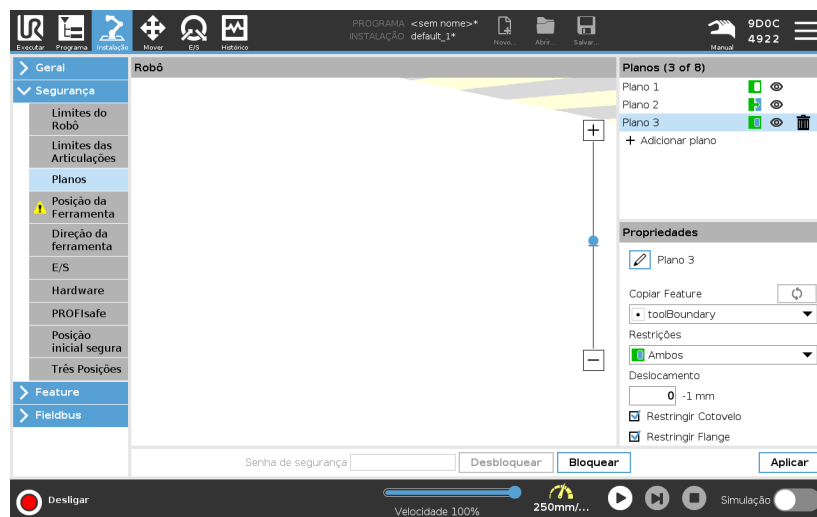 PROGRAMA <sem nome>*
INSTALAÇÃO default_1*
UR
Executar Programa Instalação Mover E/S Histórico
Novo... Abrir... Salvar...
Manual
9D0C
4922
Geral
Segurança
Limites do
Robô
Limites das
Articulações
Planos
Posição da
Ferramenta
Direção da
ferramenta
E/S
Hardware
PROFIsafe
Posição
inicial segura
Três Posições
Feature
Fieldbus
Robô
Planos (3 of 8)
Plano 1
Plano 2
Plano 3
+ Adicionar plano
Propriedades
Plano 3
Copiar Feature
toolBoundary
Restrições
Ambos
Deslocamento
0 -1 mm
Restringir Cotovelo
Restringir Flange
Senha de segurança Desbloquear Bloquear Aplicar
Desligar
Velocidade 100%
250mm/...
Simulação